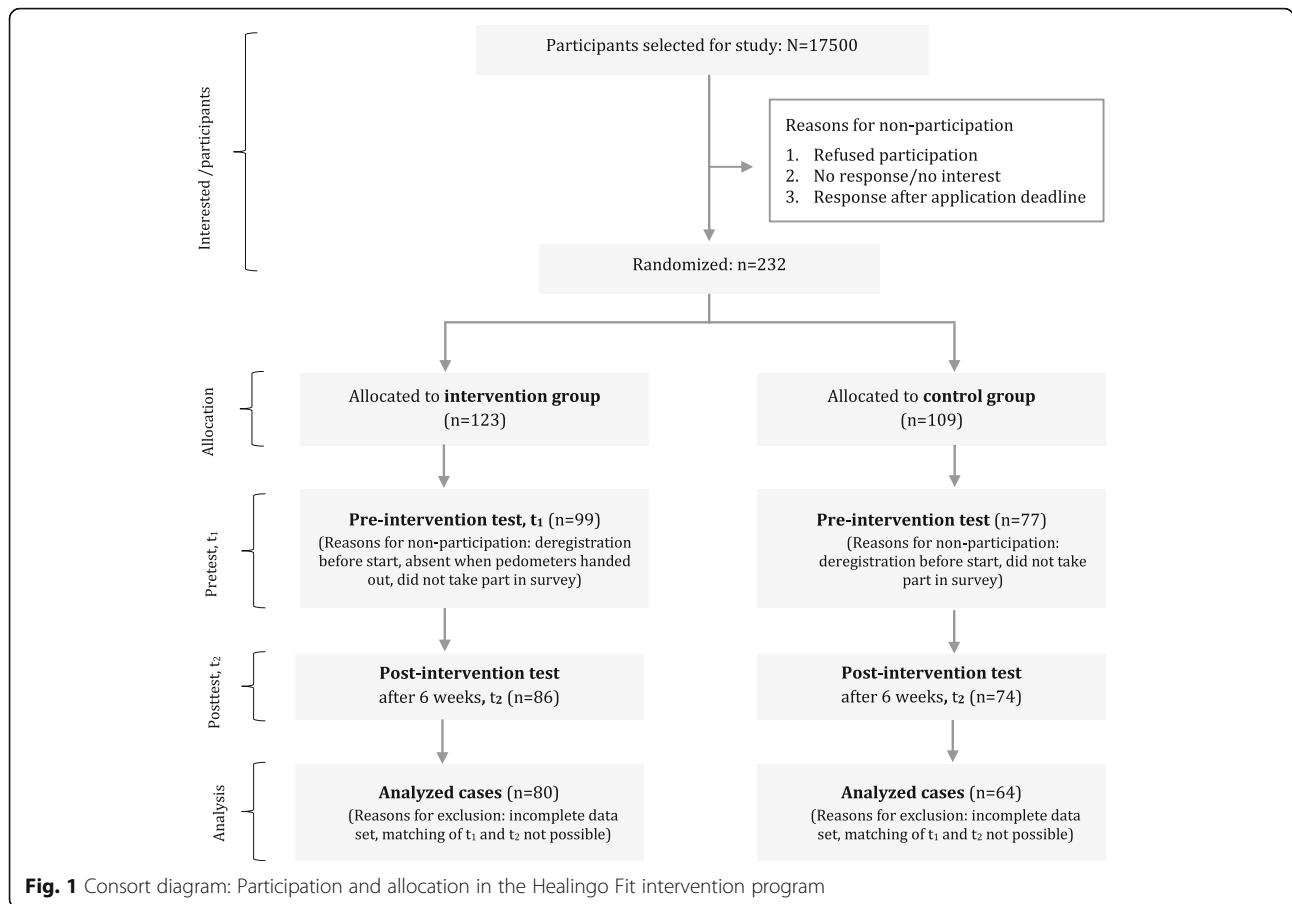 Interested /participants
Participants selected for study: N=17500
Reasons for non-participation
1. Refused participation
2. No response/no interest
3. Response after application deadline
Randomized: n=232
Allocation
Allocated to intervention group
(n=123)
Allocated to control group
(n=109)
Pretest, t₁
Pre-intervention test, t₁ (n=99)
(Reasons for non-participation: deregistration
before start, absent when pedometers handed
out, did not take part in survey)
Pre-intervention test (n=77)
(Reasons for non-participation:
deregistration before start, did not take
part in survey)
Posttest, t₂
Post-intervention test
after 6 weeks, t₂ (n=86)
Post-intervention test
after 6 weeks, t₂ (n=74)
Analysis
Analyzed cases (n=80)
(Reasons for exclusion: incomplete data
set, matching of t₁ and t₂ not possible)
Analyzed cases (n=64)
(Reasons for exclusion: incomplete data
set, matching of t₁ and t₂ not possible)
Fig. 1 Consort diagram: Participation and allocation in the Healingo Fit intervention program